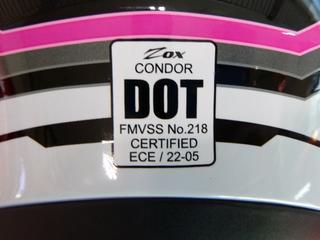 Zox
CONDOR
DOT
FMVSS No.218
CERTIFIED
ECE / 22-05